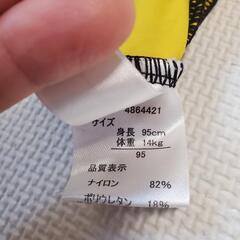 4864421
サイズ
身長 95cm
体重 14kg
95
品質表示
ナイロン 82%
ポリウレタン 18%